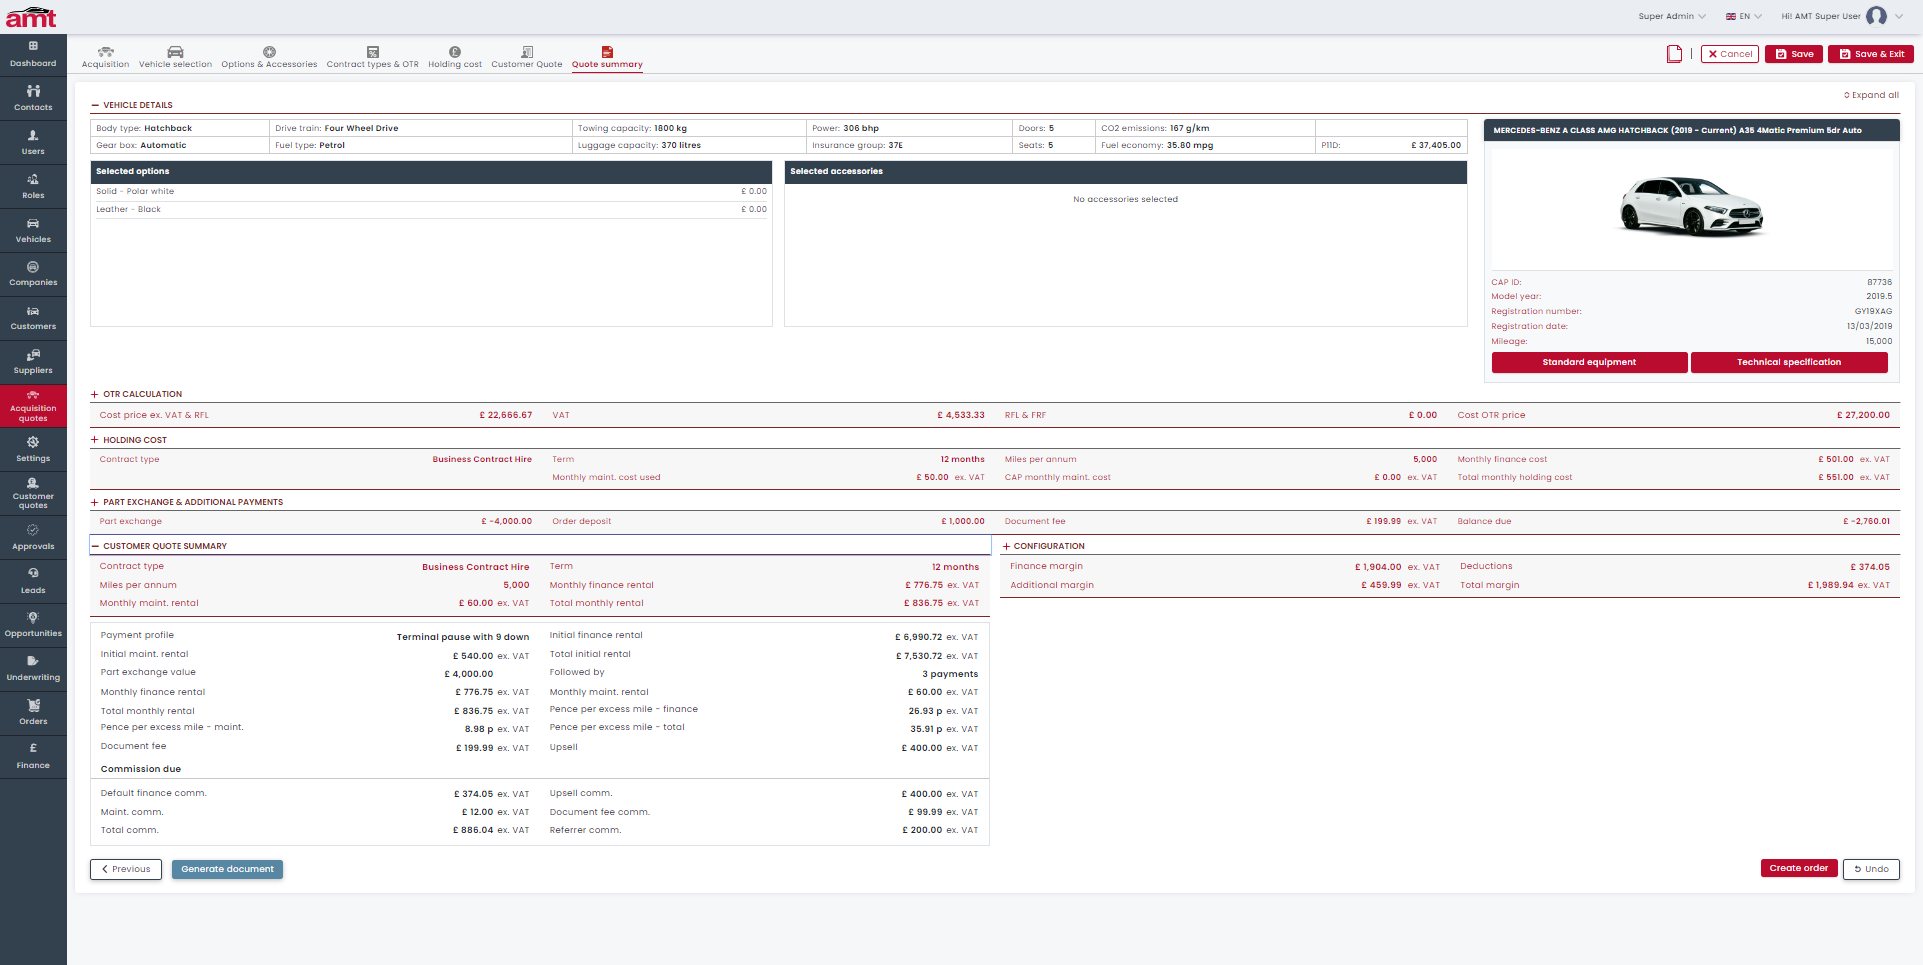 amt
Super Admin
EN
Hi! AMT Super User
Dashboard
Contacts
Users
Roles
Vehicles
Companies
Customers
Suppliers
Acquisition
quotes
Settings
Customer
quotes
Approvals
Leads
Opportunities
Underwriting
Orders
Finance
Acquisition
Vehicle selection
Options & Accessories
Contract types & OTR
Holding cost
Customer Quote
Quote summary
Cancel
Save
Save & Exit
Expand all
VEHICLE DETAILS
Body type: Hatchback
Drive train: Four Wheel Drive
Towing capacity: 1800 kg
Power: 306 bhp
Doors: 5
CO2 emissions: 167 g/km
Gear box: Automatic
Fuel type: Petrol
Luggage capacity: 370 litres
Insurance group: 37E
Seats: 5
Fuel economy: 35.80 mpg
P11D: £ 37,405.00
Selected options
Solid - Polar white £ 0.00
Leather - Black £ 0.00
Selected accessories
No accessories selected
MERCEDES-BENZ A CLASS AMG HATCHBACK (2019 - Current) A35 4Matic Premium 5dr Auto
CAP ID: 87736
Model year: 2019.5
Registration number: GY19XAG
Registration date: 13/03/2019
Mileage: 15,000
Standard equipment
Technical specification
OTR CALCULATION
Cost price ex. VAT & RFL £ 22,666.67 VAT £ 4,533.33 RFL & FRF £ 0.00 Cost OTR price £ 27,200.00
HOLDING COST
Contract type Business Contract Hire Term 12 months Miles per annum 5,000 Monthly finance cost £ 501.00 ex. VAT
Monthly maint. cost used £ 50.00 ex. VAT CAP monthly maint. cost £ 0.00 ex. VAT Total monthly holding cost £ 551.00 ex. VAT
PART EXCHANGE & ADDITIONAL PAYMENTS
Part exchange £ -4,000.00 Order deposit £ 1,000.00 Document fee £ 199.99 ex. VAT Balance due £ -2,760.01
CUSTOMER QUOTE SUMMARY
Contract type Business Contract Hire Term 12 months
Miles per annum 5,000 Monthly finance rental £ 776.75 ex. VAT
Monthly maint. rental £ 60.00 ex. VAT Total monthly rental £ 836.75 ex. VAT
CONFIGURATION
Finance margin £ 1,904.00 ex. VAT Deductions £ 374.05
Additional margin £ 459.99 ex. VAT Total margin £ 1,989.94 ex. VAT
Payment profile Terminal pause with 9 down Initial finance rental £ 6,990.72 ex. VAT
Initial maint. rental £ 540.00 ex. VAT Total initial rental £ 7,530.72 ex. VAT
Part exchange value £ 4,000.00 Followed by 3 payments
Monthly finance rental £ 776.75 ex. VAT Monthly maint. rental £ 60.00 ex. VAT
Total monthly rental £ 836.75 ex. VAT Pence per excess mile - finance 26.93 p ex. VAT
Pence per excess mile - maint. 8.98 p ex. VAT Pence per excess mile - total 35.91 p ex. VAT
Document fee £ 199.99 ex. VAT Upsell £ 400.00 ex. VAT
Commission due
Default finance comm. £ 374.05 ex. VAT Upsell comm. £ 400.00 ex. VAT
Maint. comm. £ 12.00 ex. VAT Document fee comm. £ 99.99 ex. VAT
Total comm. £ 886.04 ex. VAT Referrer comm. £ 200.00 ex. VAT
Previous
Generate document
Create order
Undo